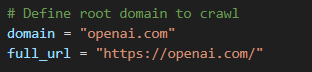 # Define root domain to crawl
domain = "openai.com"
full_url = "https://openai.com/"